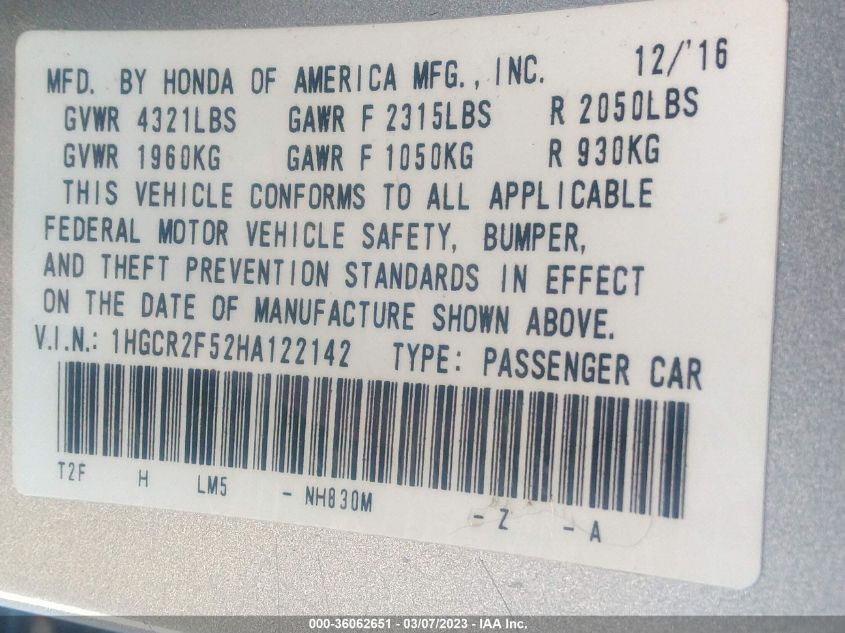 MFD. BY HONDA OF AMERICA MFG., INC. 12/'16
GVWR 4321LBS GAWR F 2315LBS R 2050LBS
GVWR 1960KG GAWR F 1050KG R 930KG
THIS VEHICLE CONFORMS TO ALL APPLICABLE
FEDERAL MOTOR VEHICLE SAFETY, BUMPER,
AND THEFT PREVENTION STANDARDS IN EFFECT
ON THE DATE OF MANUFACTURE SHOWN ABOVE.
V.I.N.: 1HGCR2F52HA122142 TYPE: PASSENGER CAR
T2F H LM5 - NH830M - Z - A
000-36062651 - 03/07/2023 - IAA Inc.